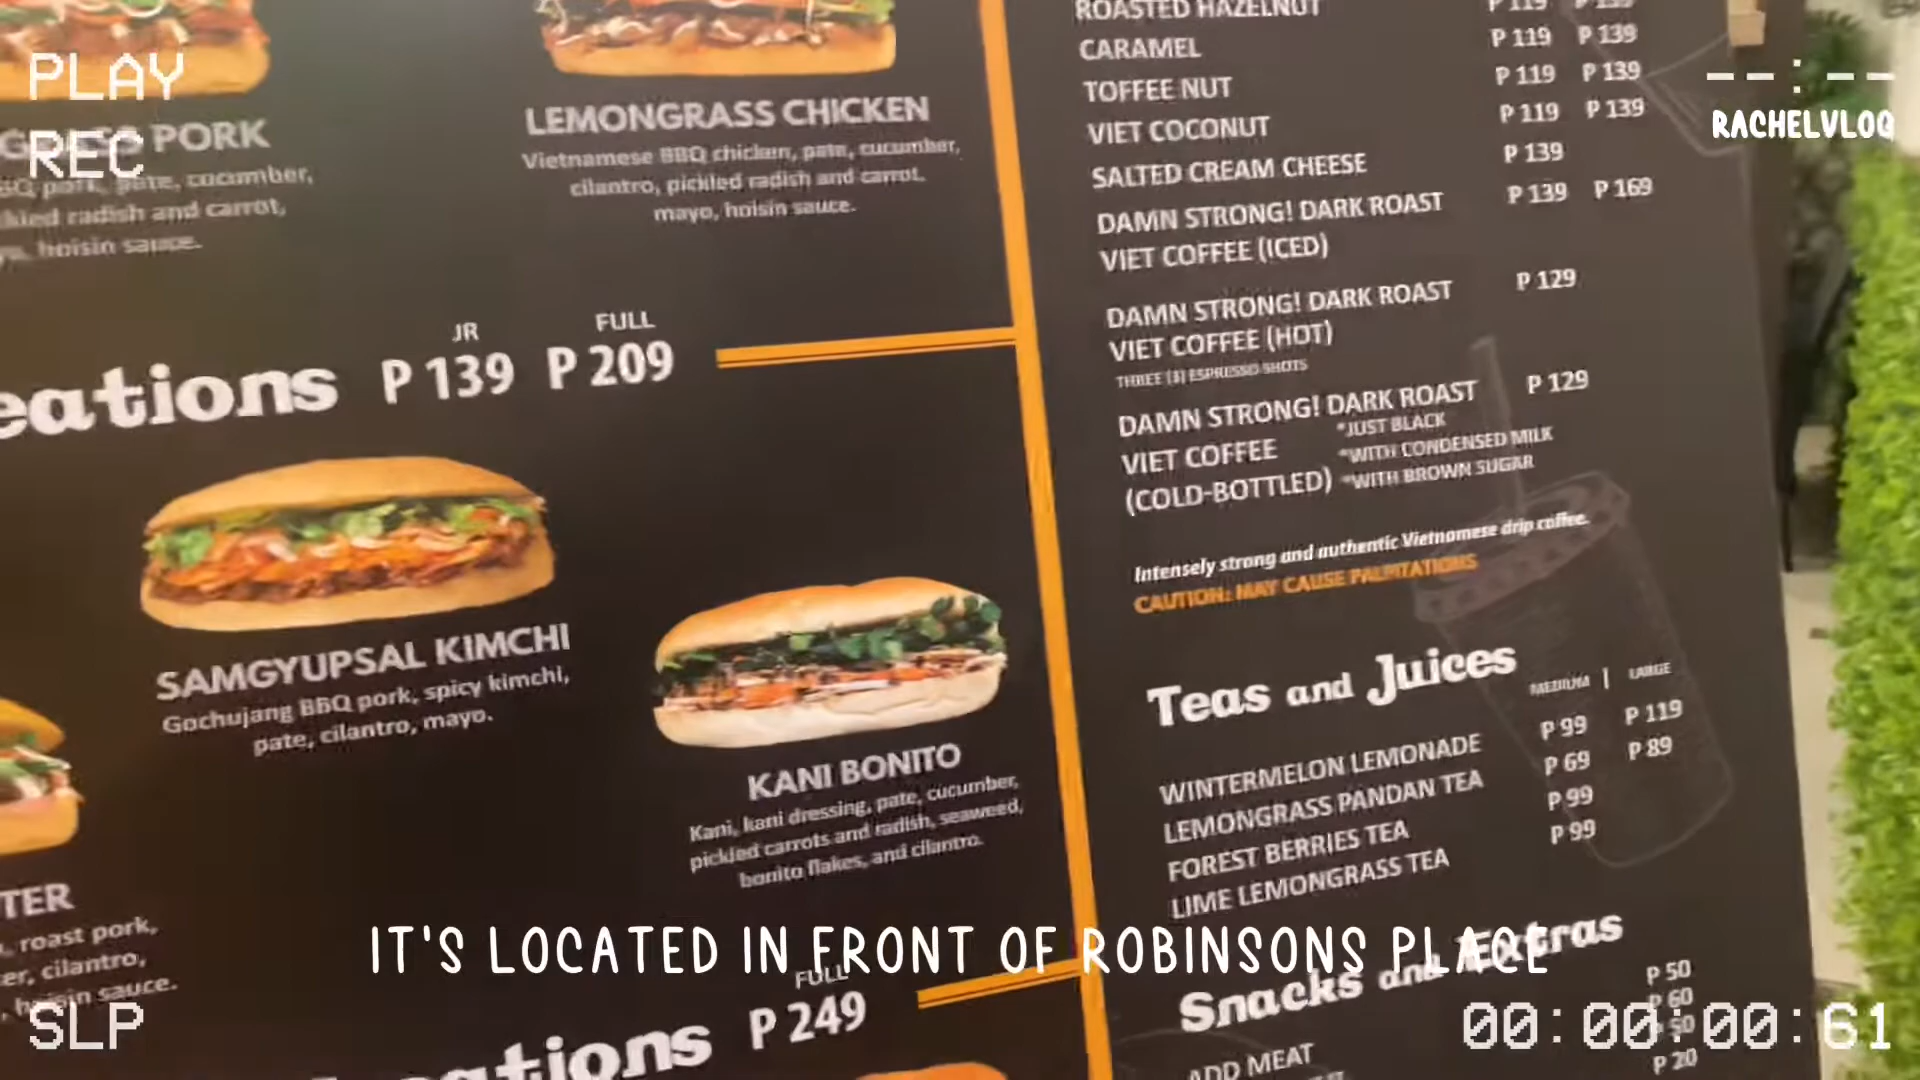 PLAY
REC
--:--
RACHELVLOG
PORK
pork, pate, cucumber,
radish and carrot,
hoisin sauce.
LEMONGRASS CHICKEN
Vietnamese BBQ chicken, pate, cucumber,
cilantro, pickled radish and carrot.
mayo, hoisin sauce.
JR FULL
P 139 P 209
SAMGYUPSAL KIMCHI
Gochujang BBQ pork, spicy kimchi,
pate, cilantro, mayo.
KANI BONITO
Kani, kani dressing, pate, cucumber,
pickled carrots and radish, seaweed,
bonito flakes, and cilantro.
roast pork,
cilantro,
hoisin sauce.
FULL
P 249
ROASTED HAZELNUT P 119 P 139
CARAMEL P 119 P 139
TOFFEE NUT P 119 P 139
VIET COCONUT P 119 P 139
SALTED CREAM CHEESE P 139
DAMN STRONG! DARK ROAST P 139 P 169
VIET COFFEE (ICED)
DAMN STRONG! DARK ROAST P 129
VIET COFFEE (HOT)
THREE (3) ESPRESSO SHOTS
DAMN STRONG! DARK ROAST P 129
*JUST BLACK
VIET COFFEE *WITH CONDENSED MILK
(COLD-BOTTLED) *WITH BROWN SUGAR
Intensely strong and authentic Vietnamese drip coffee.
CAUTION: MAY CAUSE PALPITATIONS
Teas and Juices MEDIUM | LARGE
WINTERMELON LEMONADE P 99 P 119
LEMONGRASS PANDAN TEA P 69 P 89
FOREST BERRIES TEA P 99
LIME LEMONGRASS TEA P 99
Snacks and Extras
P 50
P 60
P 50
ADD MEAT P 20
IT'S LOCATED IN FRONT OF ROBINSONS PLACE
SLP
00:00:00:61